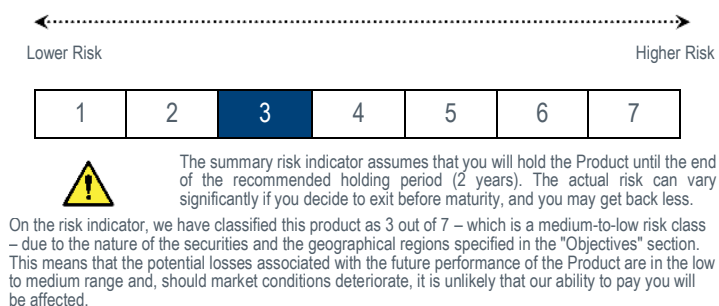 Lower Risk Higher Risk
1 2 3 4 5 6 7
The summary risk indicator assumes that you will hold the Product until the end
of the recommended holding period (2 years). The actual risk can vary
significantly if you decide to exit before maturity, and you may get back less.
On the risk indicator, we have classified this product as 3 out of 7 – which is a medium-to-low risk class
– due to the nature of the securities and the geographical regions specified in the "Objectives" section.
This means that the potential losses associated with the future performance of the Product are in the low
to medium range and, should market conditions deteriorate, it is unlikely that our ability to pay you will
be affected.